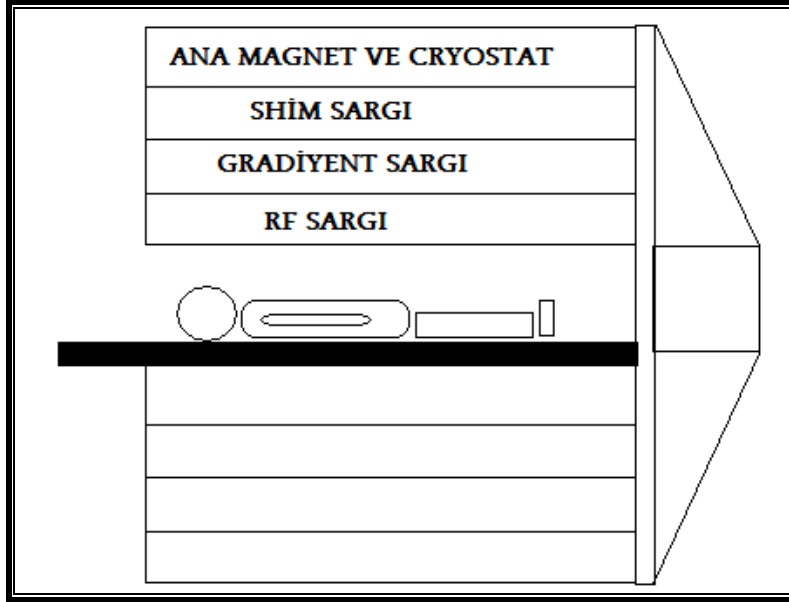 ANA MAGNET VE CRYOSTAT
SHİM SARGI
GRADİYENT SARGI
RF SARGI